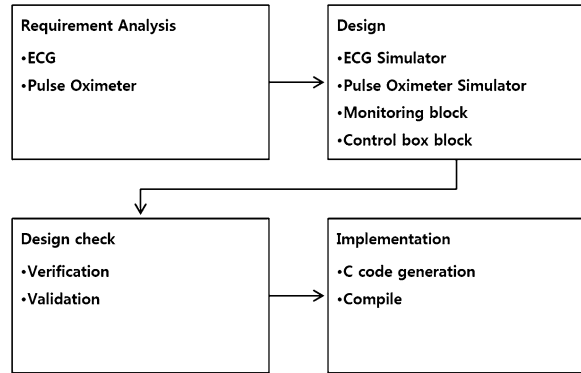 Requirement Analysis
•ECG
•Pulse Oximeter
Design
•ECG Simulator
•Pulse Oximeter Simulator
•Monitoring block
•Control box block
Design check
•Verification
•Validation
Implementation
•C code generation
•Compile